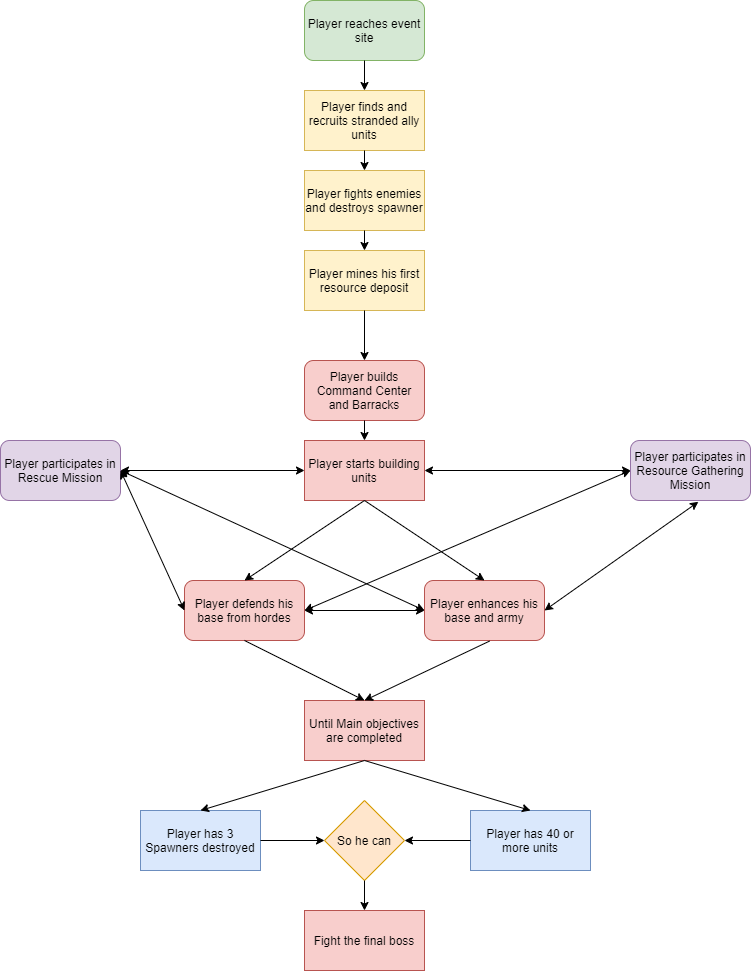 Player reaches event
site
Player finds and
recruits stranded ally
units
Player fights enemies
and destroys spawner
Player mines his first
resource deposit
Player builds
Command Center
and Barracks
Player participates in
Rescue Mission
Player starts building
units
Player participates in
Resource Gathering
Mission
Player defends his
base from hordes
Player enhances his
base and army
Until Main objectives
are completed
Player has 3
Spawners destroyed
So he can
Player has 40 or
more units
Fight the final boss